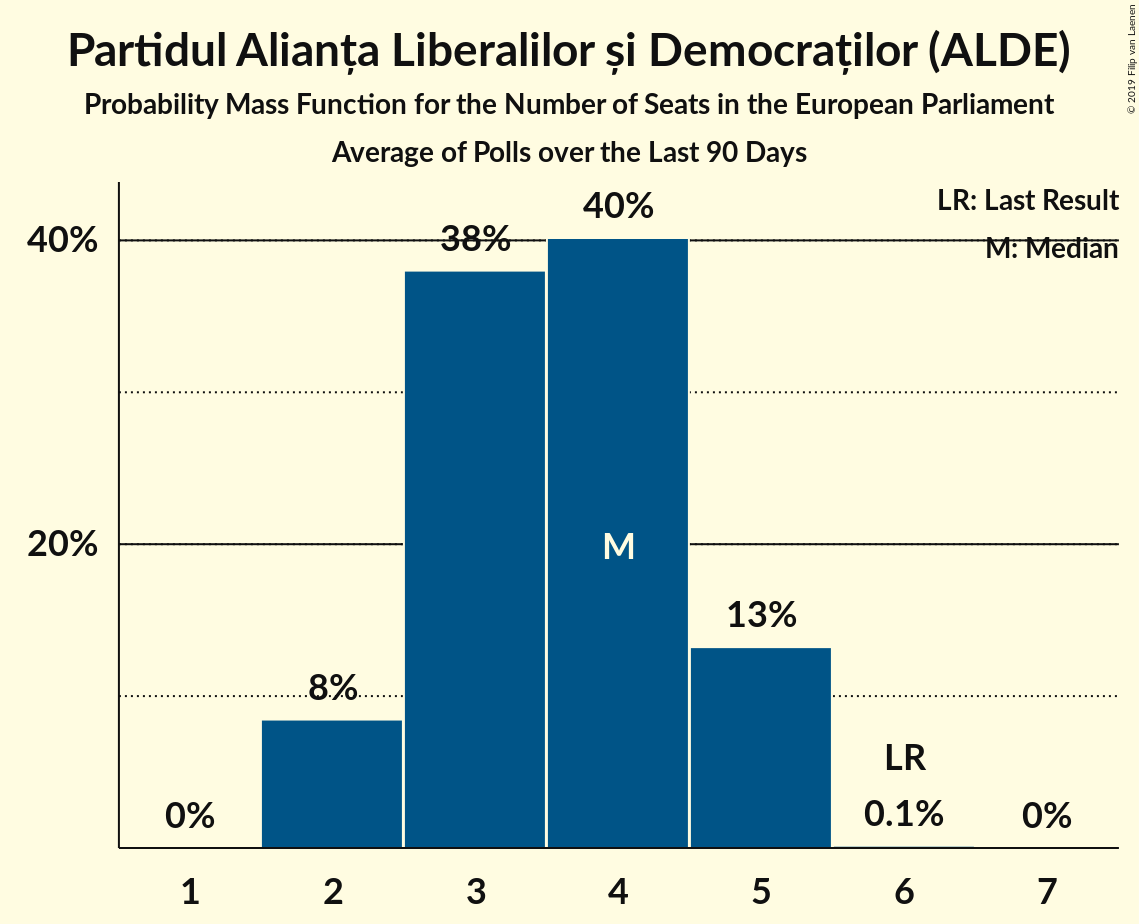 Partidul Alianța Liberalilor și Democraților (ALDE)
Probability Mass Function for the Number of Seats in the European Parliament
Average of Polls over the Last 90 Days
© 2019 Filip van Laenen
LR: Last Result
M: Median
40%
20%
0%
8%
38%
40%
M
13%
LR
0.1%
0%
1 2 3 4 5 6 7